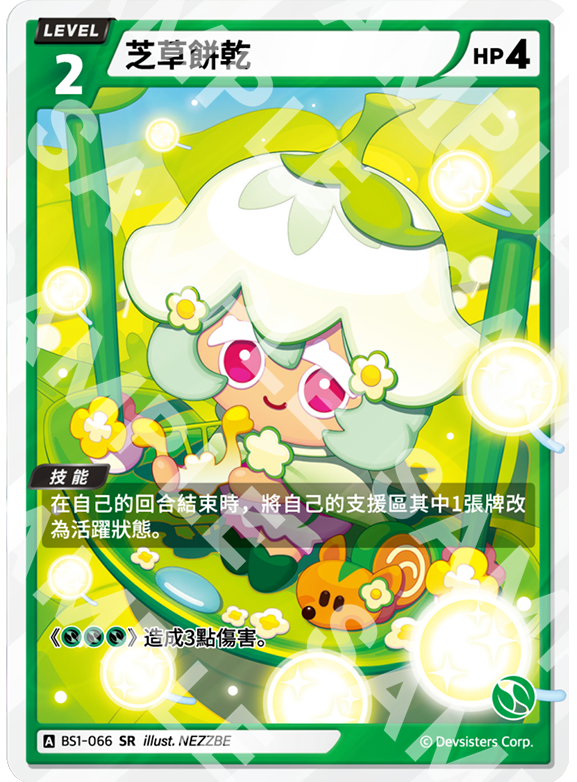 LEVEL
2
芝草餅乾
HP4
技能
在自己的回合結束時，將自己的支援區其中1張牌改
為活躍狀態。
《》造成3點傷害。
A BS1-066 SR illust. NEZZBE
© Devsisters Corp.
SAMPLE
SAMPLE
SAMPLE